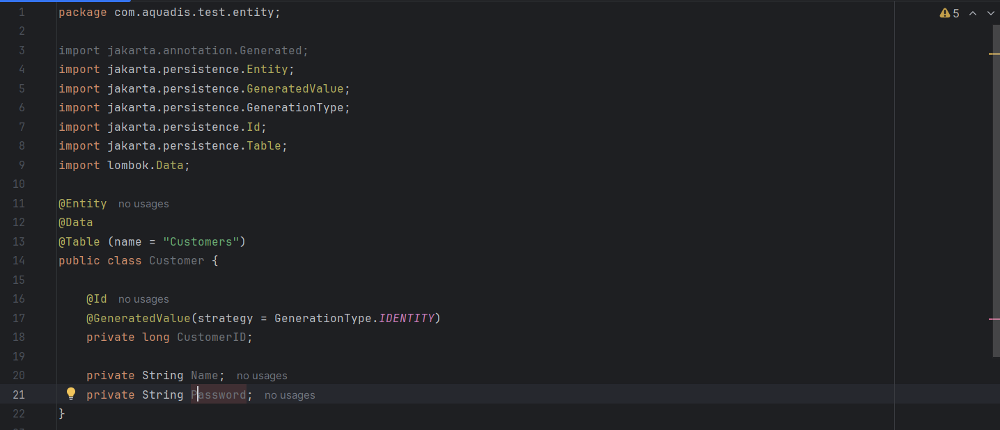 5
1 package com.aquadis.test.entity;
2
3 import jakarta.annotation.Generated;
4 import jakarta.persistence.Entity;
5 import jakarta.persistence.GeneratedValue;
6 import jakarta.persistence.GenerationType;
7 import jakarta.persistence.Id;
8 import jakarta.persistence.Table;
9 import lombok.Data;
10
11 @Entity no usages
12 @Data
13 @Table (name = "Customers")
14 public class Customer {
15
16     @Id no usages
17     @GeneratedValue(strategy = GenerationType.IDENTITY)
18     private long CustomerID;
19
20     private String Name; no usages
21     private String Password; no usages
22 }